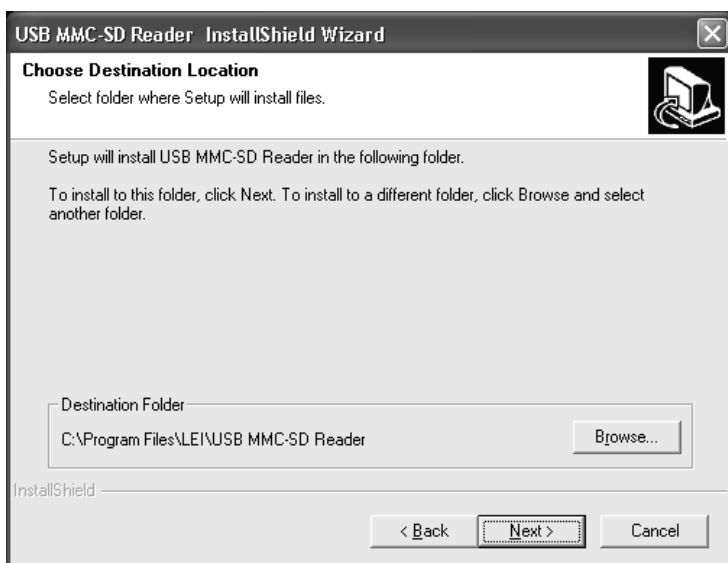 USB MMC-SD Reader InstallShield Wizard
Choose Destination Location
Select folder where Setup will install files.
Setup will install USB MMC-SD Reader in the following folder.
To install to this folder, click Next. To install to a different folder, click Browse and select
another folder.
Destination Folder
C:\Program Files\LEI\USB MMC-SD Reader
Browse...
InstallShield
< Back
Next >
Cancel